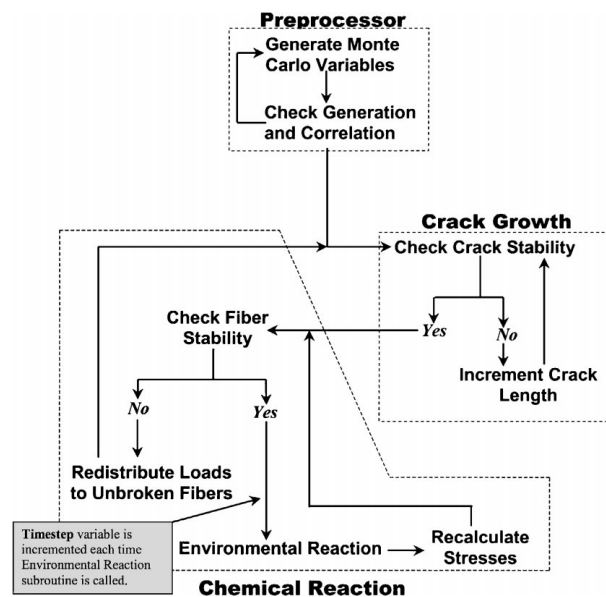 Preprocessor
Generate Monte
Carlo Variables
Check Generation
and Correlation
Crack Growth
Check Crack Stability
Yes
No
Increment Crack
Length
Check Fiber
Stability
No
Yes
Redistribute Loads
to Unbroken Fibers
Timestep variable is
incremented each time
Environmental Reaction
subroutine is called.
Environmental Reaction
Recalculate
Stresses
Chemical Reaction